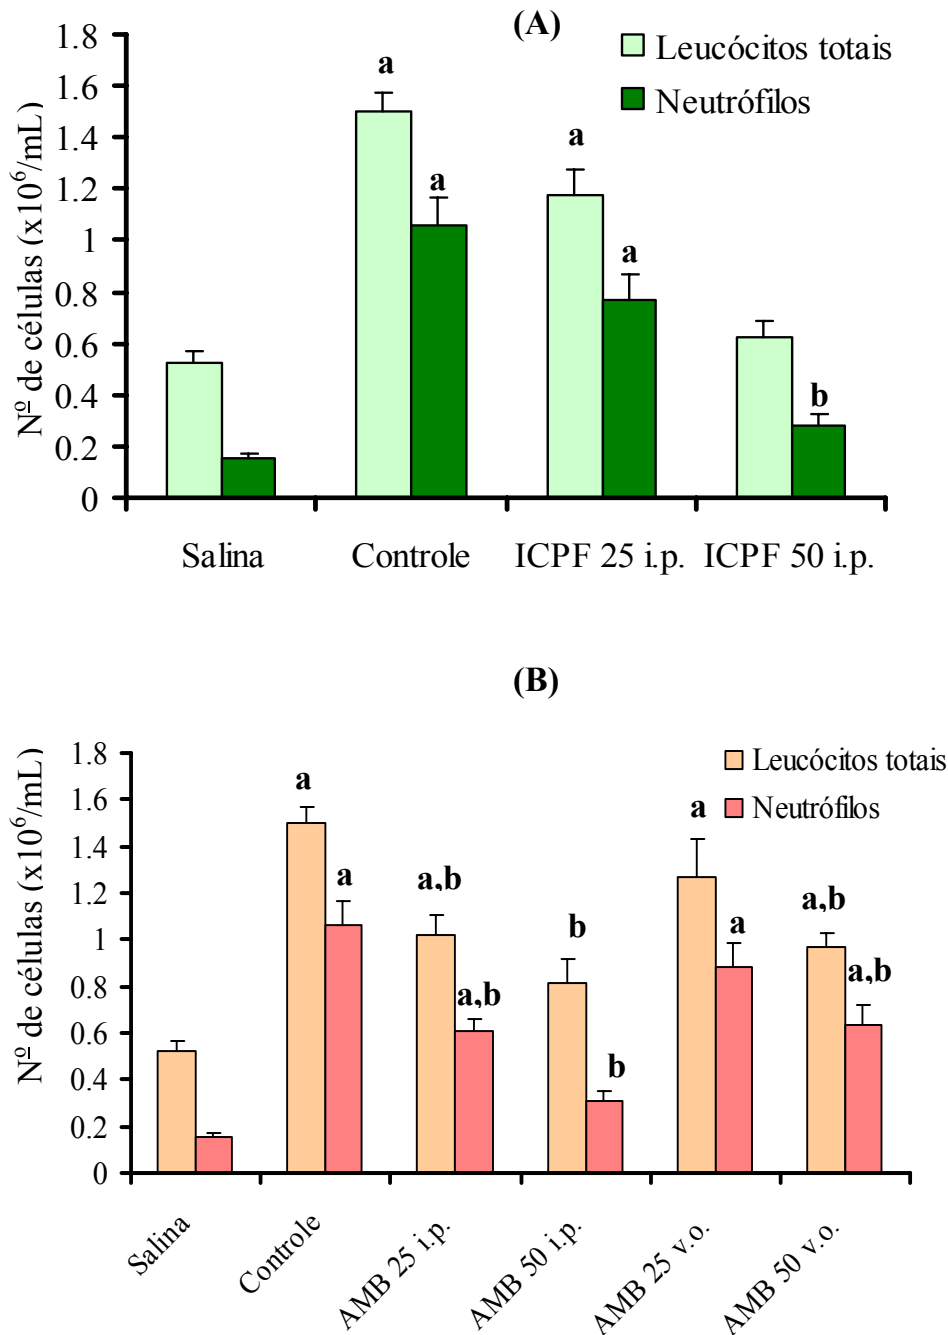 (A)
Leucócitos totais
Neutrófilos
Nº de células (x10⁶/mL)
1.8
1.6
1.4
1.2
1
0.8
0.6
0.4
0.2
0
a
a
a
a
b
Salina Controle ICPF 25 i.p. ICPF 50 i.p.
(B)
Leucócitos totais
Neutrófilos
Nº de células (x10⁶/mL)
1.8
1.6
1.4
1.2
1
0.8
0.6
0.4
0.2
0
a
a
a,b
a,b
b
b
a
a
a,b
a,b
Salina
Controle
AMB 25 i.p.
AMB 50 i.p.
AMB 25 v.o.
AMB 50 v.o.